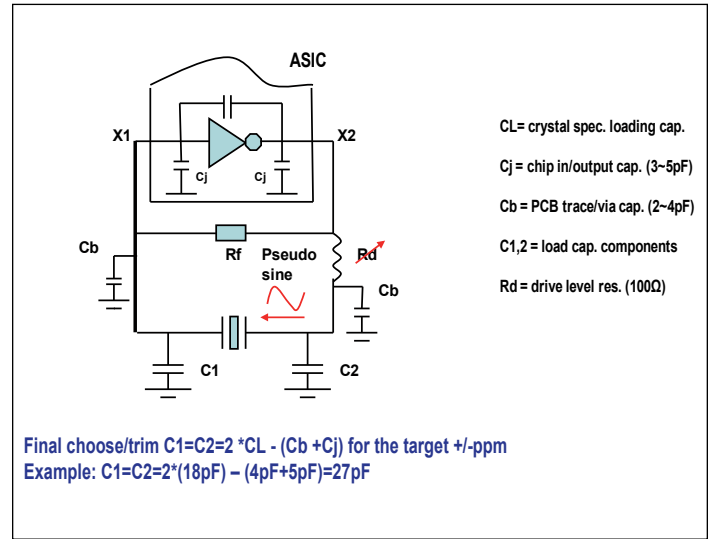 ASIC
X1
X2
Cj
Cj
Cb
Rf
Pseudo
sine
Rd
Cb
C1
C2
CL= crystal spec. loading cap.
Cj = chip in/output cap. (3~5pF)
Cb = PCB trace/via cap. (2~4pF)
C1,2 = load cap. components
Rd = drive level res. (100Ω)
Final choose/trim C1=C2=2 *CL - (Cb +Cj) for the target +/-ppm
Example: C1=C2=2*(18pF) – (4pF+5pF)=27pF